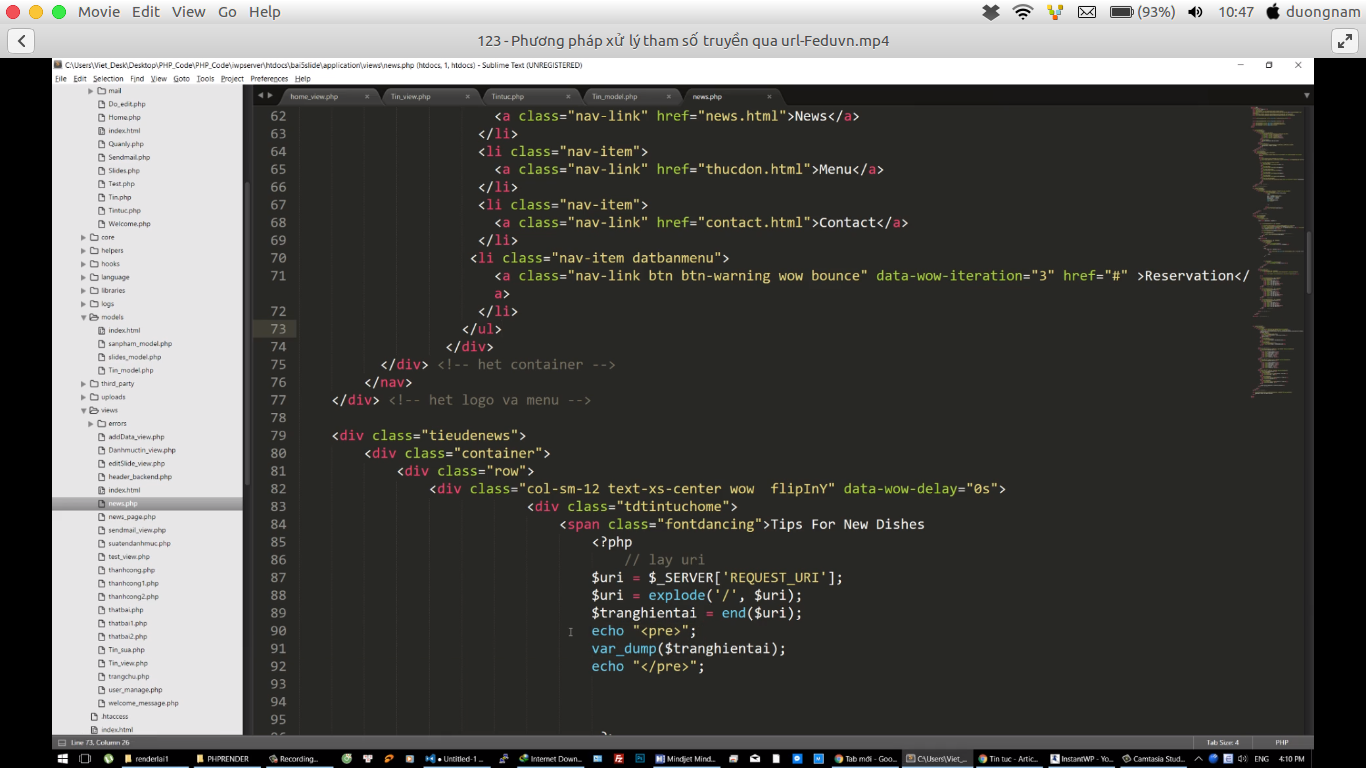 Movie Edit View Go Help (93%) 10:47 duongnam
123 - Phương pháp xử lý tham số truyền qua url-Feduvn.mp4
C:\Users\Viet_Desk\Desktop\PHP_Code\PHP_Code\iwpserver\htdocs\bai5slide\application\views\news.php (htdocs, 1, htdocs) - Sublime Text (UNREGISTERED)
File Edit Selection Find View Goto Tools Project Preferences Help
mail
Do_edit.php
Home.php
index.html
Quanly.php
Sendmail.php
Slides.php
Test.php
Tin.php
Tintuc.php
Welcome.php
core
helpers
hooks
language
libraries
logs
models
index.html
sanpham_model.php
slides_model.php
Tin_model.php
third_party
uploads
views
errors
addData_view.php
Danhmuctin_view.php
editSlide_view.php
header_backend.php
index.html
news.php
news_page.php
sendmail_view.php
suatendanhmuc.php
test_view.php
thanhcong.php
thanhcong1.php
thanhcong2.php
thatbai.php
thatbai1.php
thatbai2.php
Tin_sua.php
Tin_view.php
trangchu.php
user_manage.php
welcome_message.php
.htaccess
index.html
home_view.php × Tin_view.php × Tintuc.php × Tin_model.php × news.php ×
62 <a class="nav-link" href="news.html">News</a>
63 </li>
64 <li class="nav-item">
65 <a class="nav-link" href="thucdon.html">Menu</a>
66 </li>
67 <li class="nav-item">
68 <a class="nav-link" href="contact.html">Contact</a>
69 </li>
70 <li class="nav-item datbanmenu">
71 <a class="nav-link btn btn-warning wow bounce" data-wow-iteration="3" href="#" >Reservation</
a>
72 </li>
73 </ul>
74 </div>
75 </div> <!-- het container -->
76 </nav>
77 </div> <!-- het logo va menu -->
78
79 <div class="tieudenews">
80 <div class="container">
81 <div class="row">
82 <div class="col-sm-12 text-xs-center wow  flipInY" data-wow-delay="0s">
83 <div class="tdtintuchome">
84 <span class="fontdancing">Tips For New Dishes
85 <?php
86 // lay uri
87 $uri = $_SERVER['REQUEST_URI'];
88 $uri = explode('/', $uri);
89 $tranghientai = end($uri);
90 echo "<pre>";
91 var_dump($tranghientai);
92 echo "</pre>";
93
94
95
Line 73, Column 26 Tab Size: 4 PHP
renderlai1 PHPRENDER Recording... Untitled-1 ... Internet Down... Mindjet Mind... Tab mới - Goo... C:\Users\Viet_... Tin tuc - Artic... InstantWP - Yo... Camtasia Stud... ENG 4:10 PM